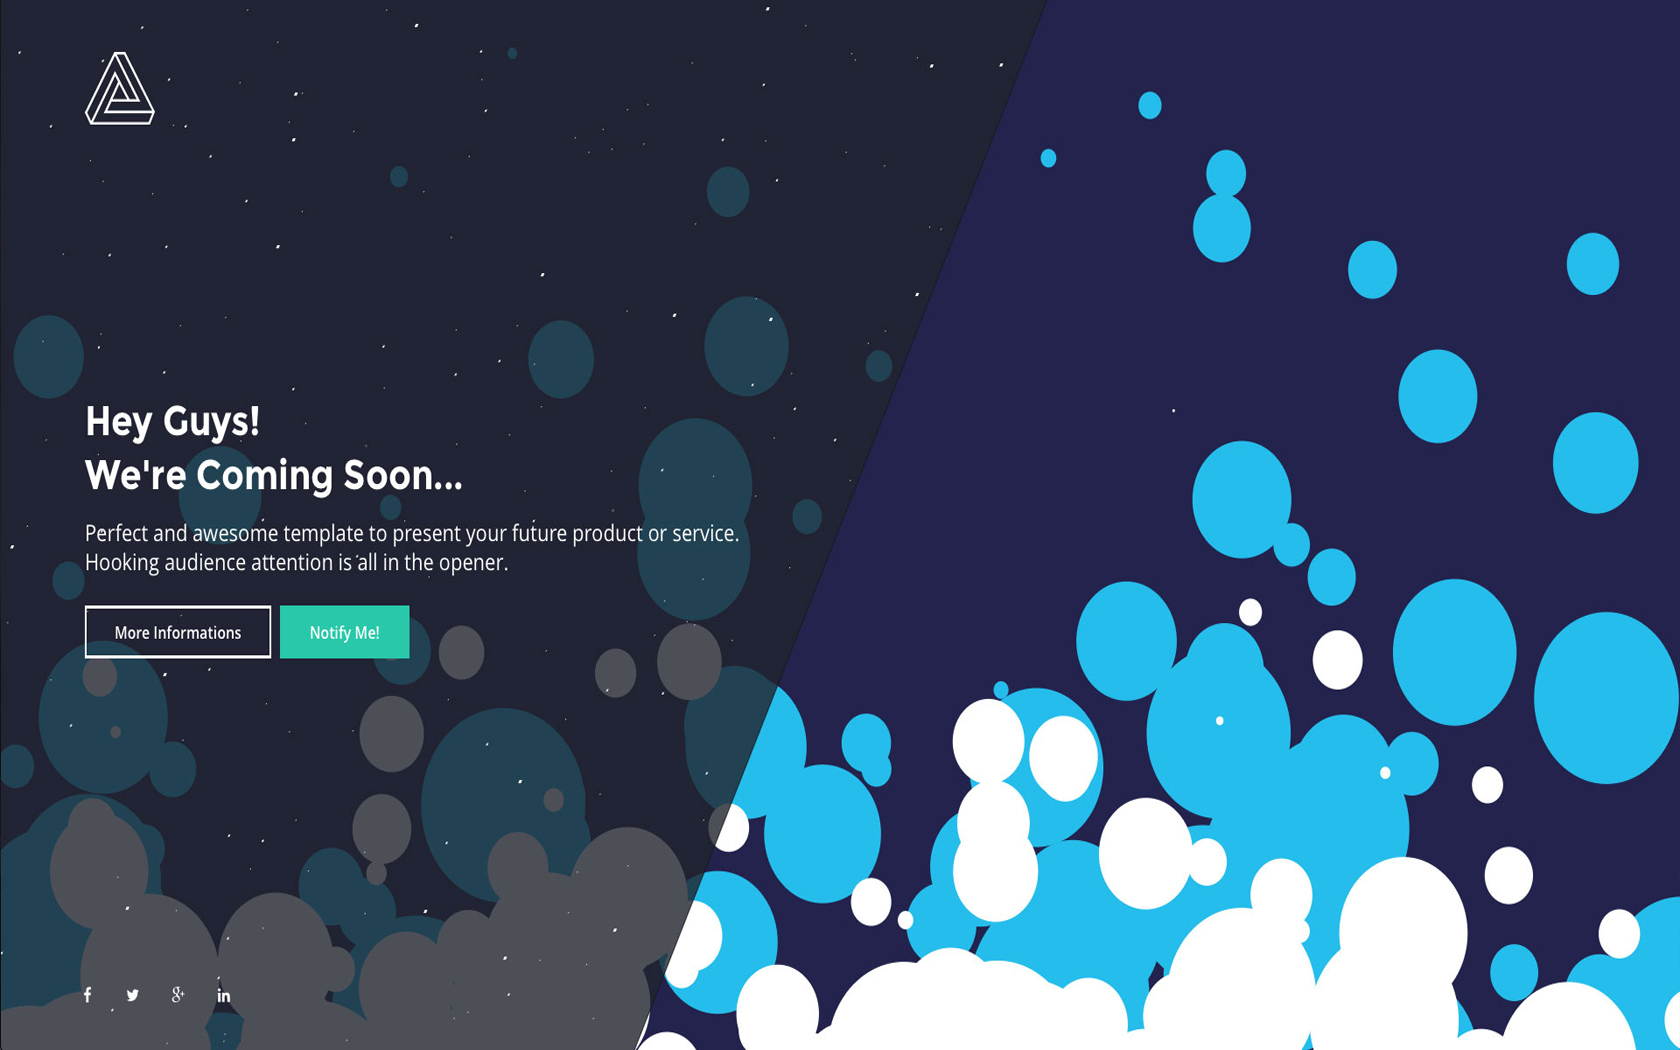 Hey Guys!
We're Coming Soon...
Perfect and awesome template to present your future product or service.
Hooking audience attention is all in the opener.
More Informations
Notify Me!